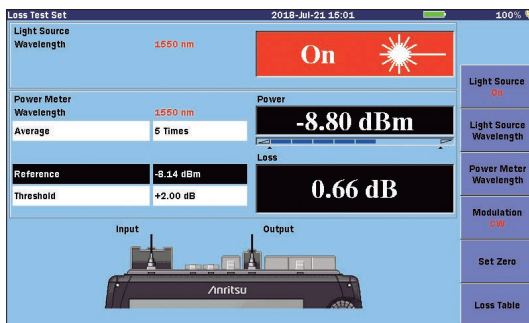 Loss Test Set 2018-Jul-21 15:01 100%
Light Source
Wavelength 1550 nm
On
Power Meter
Wavelength 1550 nm
Average 5 Times
Power
-8.80 dBm
Reference -8.14 dBm
Threshold +2.00 dB
Loss
0.66 dB
Input Output
Anritsu
Light Source
On
Light Source
Wavelength
Power Meter
Wavelength
Modulation
CW
Set Zero
Loss Table